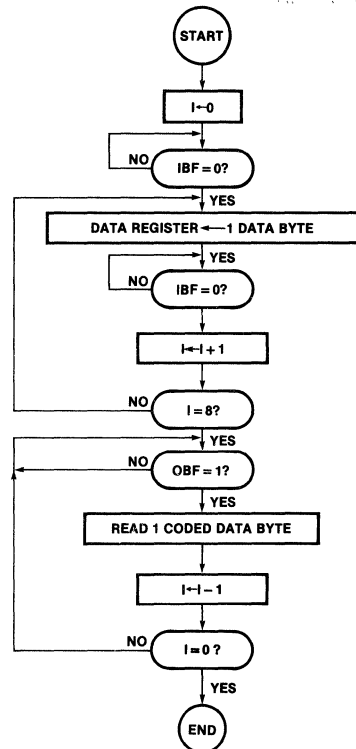 START
I←0
NO
IBF = 0?
YES
DATA REGISTER ← 1 DATA BYTE
YES
NO
IBF = 0?
I←I + 1
NO
I = 8?
YES
NO
OBF = 1?
YES
READ 1 CODED DATA BYTE
I←I − 1
NO
I = 0 ?
YES
END